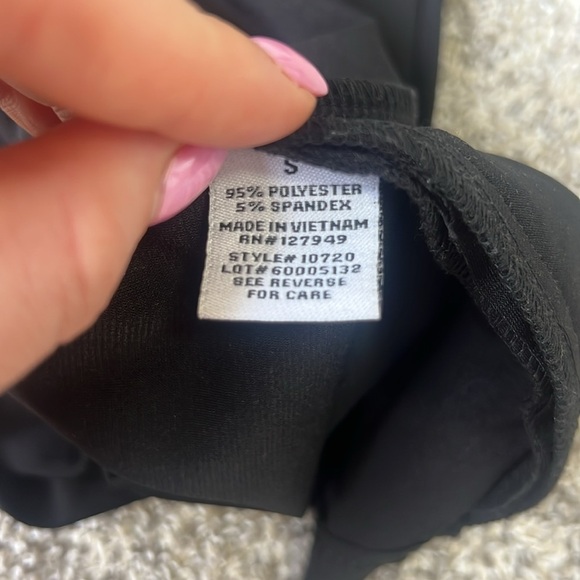 S
95% POLYESTER
5% SPANDEX
MADE IN VIETNAM
RN#127949
STYLE# 10720
LOT# 60005132
SEE REVERSE
FOR CARE